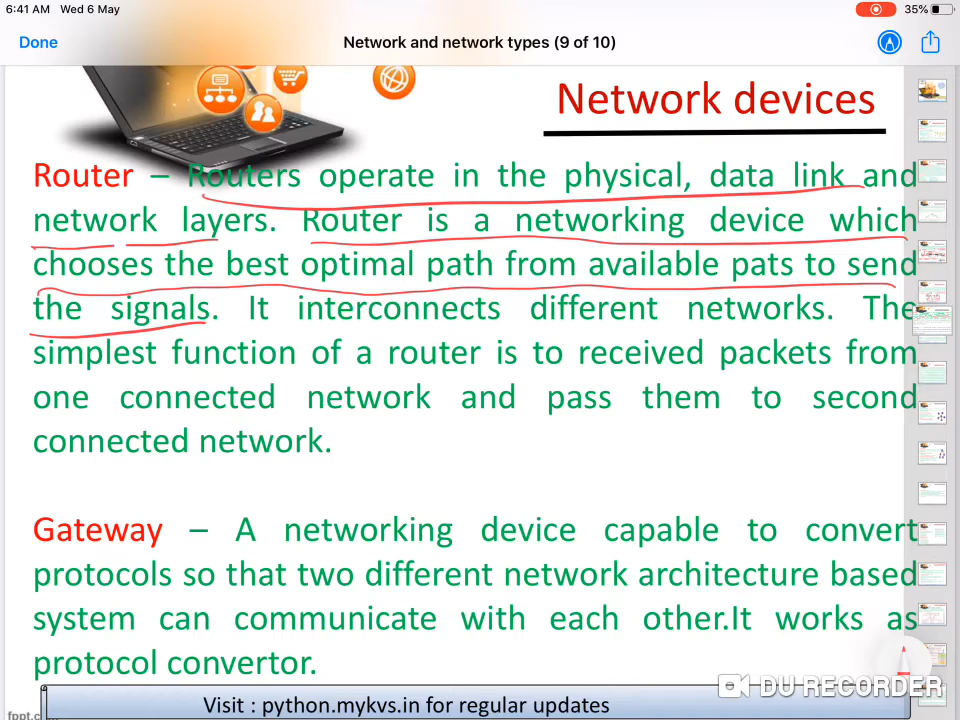 6:41 AM Wed 6 May
35%
Done
Network and network types (9 of 10)
Network devices
Router – Routers operate in the physical, data link and
network layers. Router is a networking device which
chooses the best optimal path from available pats to send
the signals. It interconnects different networks. The
simplest function of a router is to received packets from
one connected network and pass them to second
connected network.
Gateway – A networking device capable to convert
protocols so that two different network architecture based
system can communicate with each other.It works as
protocol convertor.
DU RECORDER
Visit : python.mykvs.in for regular updates